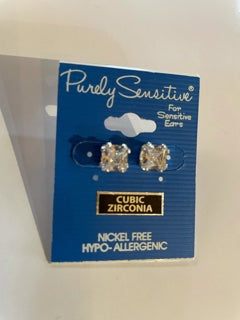 Purely Sensitive®
For
Sensitive
Ears
CUBIC
ZIRCONIA
NICKEL FREE
HYPO-ALLERGENIC